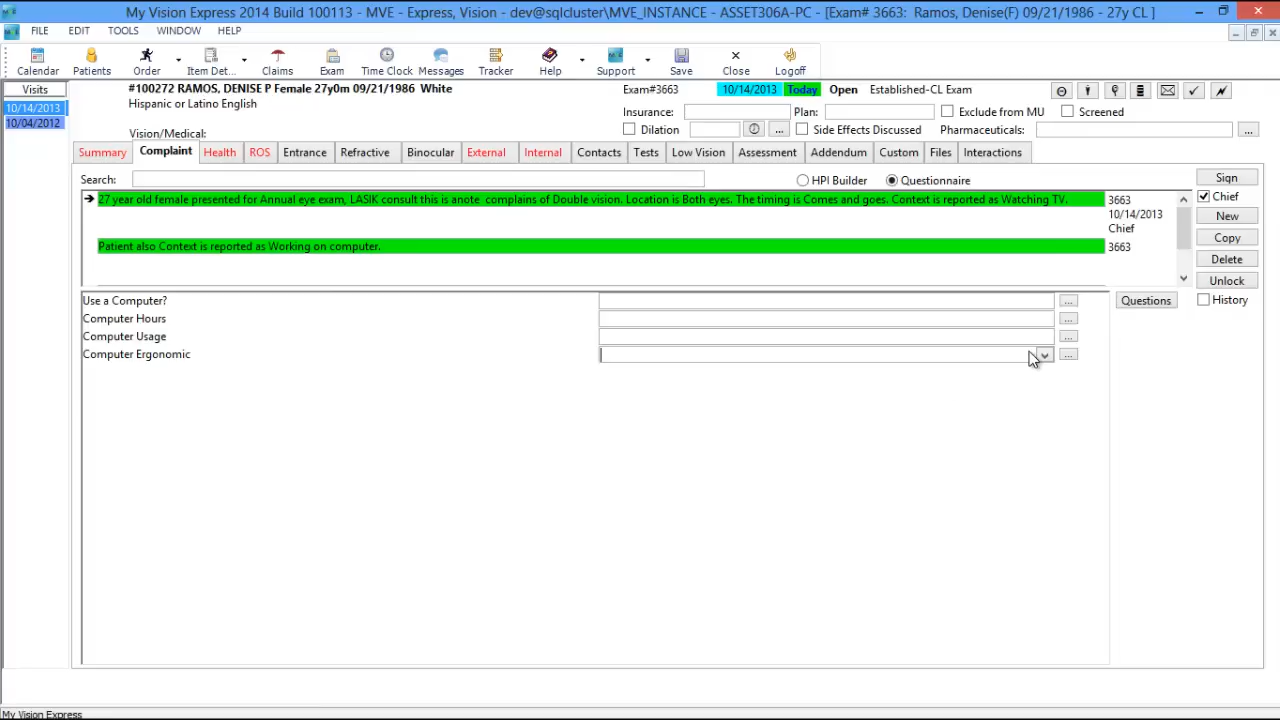 My Vision Express 2014 Build 100113 - MVE - Express, Vision - dev@sqlcluster\MVE_INSTANCE - ASSET306A-PC - [Exam# 3663: Ramos, Denise(F) 09/21/1986 - 27y CL ]
FILE EDIT TOOLS WINDOW HELP
Calendar Patients Order Item Det... Claims Exam Time Clock Messages Tracker Help Support Save Close Logoff
Visits #100272 RAMOS, DENISE P Female 27y0m 09/21/1986 White Exam#3663 10/14/2013 Today Open Established-CL Exam
10/14/2013 Hispanic or Latino English Insurance: Plan: Exclude from MU Screened
10/04/2012 Vision/Medical: Dilation ... Side Effects Discussed Pharmaceuticals: ...
Summary Complaint Health ROS Entrance Refractive Binocular External Internal Contacts Tests Low Vision Assessment Addendum Custom Files Interactions
Search: HPI Builder Questionnaire Sign
27 year old female presented for Annual eye exam, LASIK consult this is anote complains of Double vision. Location is Both eyes. The timing is Comes and goes. Context is reported as Watching TV. 3663 Chief
10/14/2013 New
Chief Copy
Patient also Context is reported as Working on computer. 3663
Delete
Unlock
Use a Computer? ... Questions History
Computer Hours ...
Computer Usage ...
Computer Ergonomic ...
My Vision Express